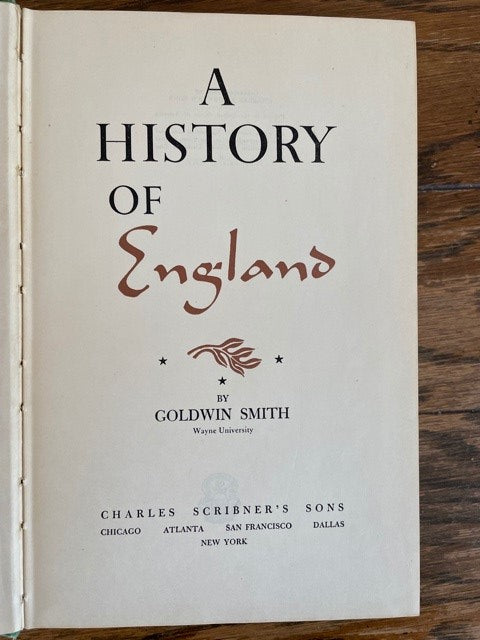 A
HISTORY
OF
England
BY
GOLDWIN SMITH
Wayne University
CHARLES SCRIBNER'S SONS
CHICAGO ATLANTA SAN FRANCISCO DALLAS
NEW YORK